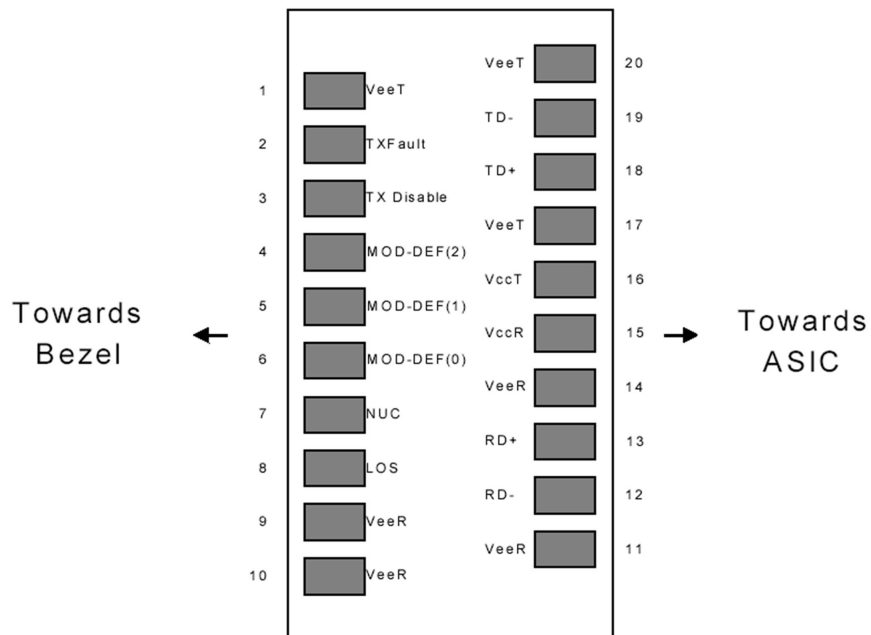 VeeT 20
1 VeeT
TD- 19
2 TXFault
TD+ 18
3 TX Disable
VeeT 17
4 MOD-DEF(2)
VccT 16
5 MOD-DEF(1)
Towards
Bezel
VccR 15
Towards
ASIC
6 MOD-DEF(0)
VeeR 14
7 NUC
RD+ 13
8 LOS
RD- 12
9 VeeR
VeeR 11
10 VeeR